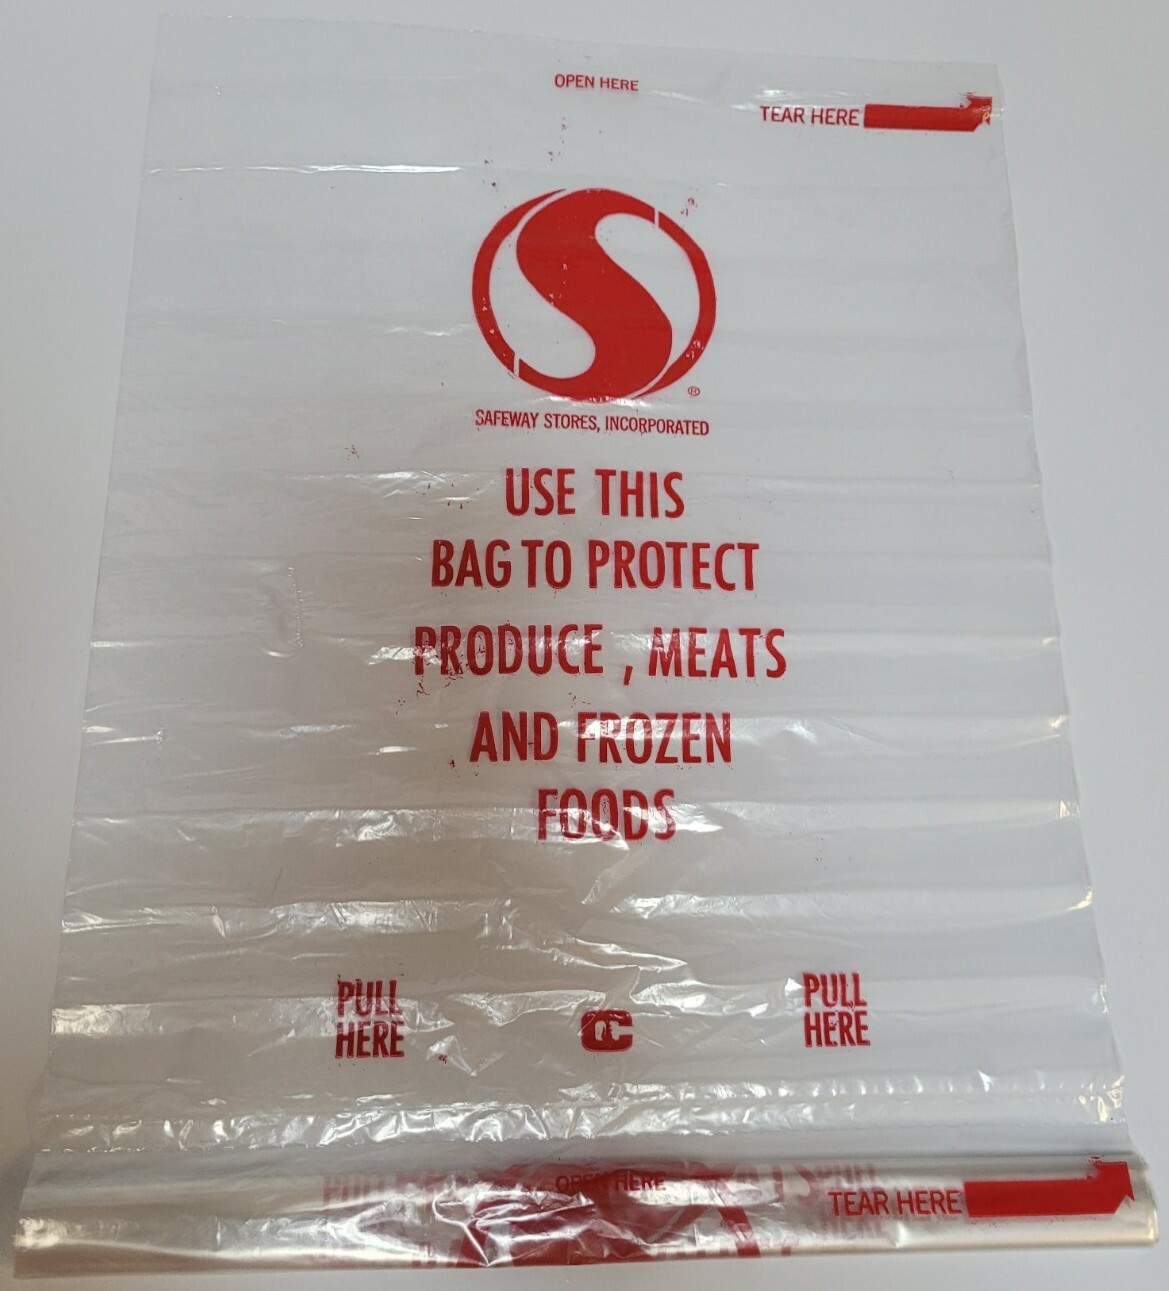 OPEN HERE
TEAR HERE
®
SAFEWAY STORES, INCORPORATED
USE THIS
BAG TO PROTECT
PRODUCE, MEATS
AND FROZEN
FOODS
PULL HERE
PULL HERE
OPEN HERE
TEAR HERE